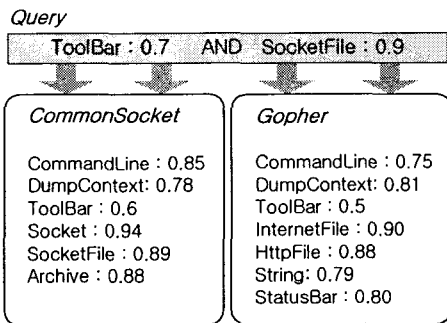 Query
ToolBar : 0.7 AND SocketFile : 0.9
CommonSocket
CommandLine : 0.85
DumpContext: 0.78
ToolBar : 0.6
Socket : 0.94
SocketFile : 0.89
Archive : 0.88
Gopher
CommandLine : 0.75
DumpContext: 0.81
ToolBar : 0.5
InternetFile : 0.90
HttpFile : 0.88
String : 0.79
StatusBar : 0.80